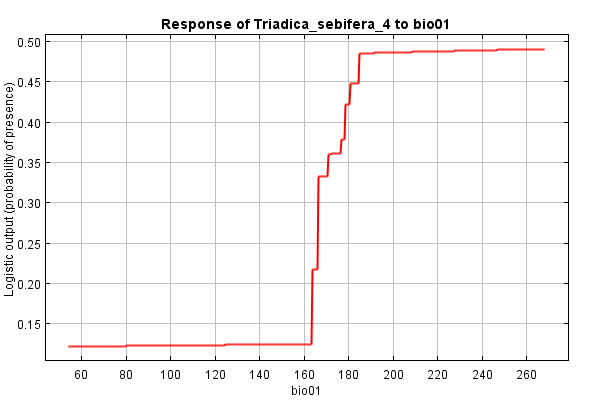 Response of Triadica_sebifera_4 to bio01
Logistic output (probability of presence)
0.50
0.45
0.40
0.35
0.30
0.25
0.20
0.15
60 80 100 120 140 160 180 200 220 240 260
bio01